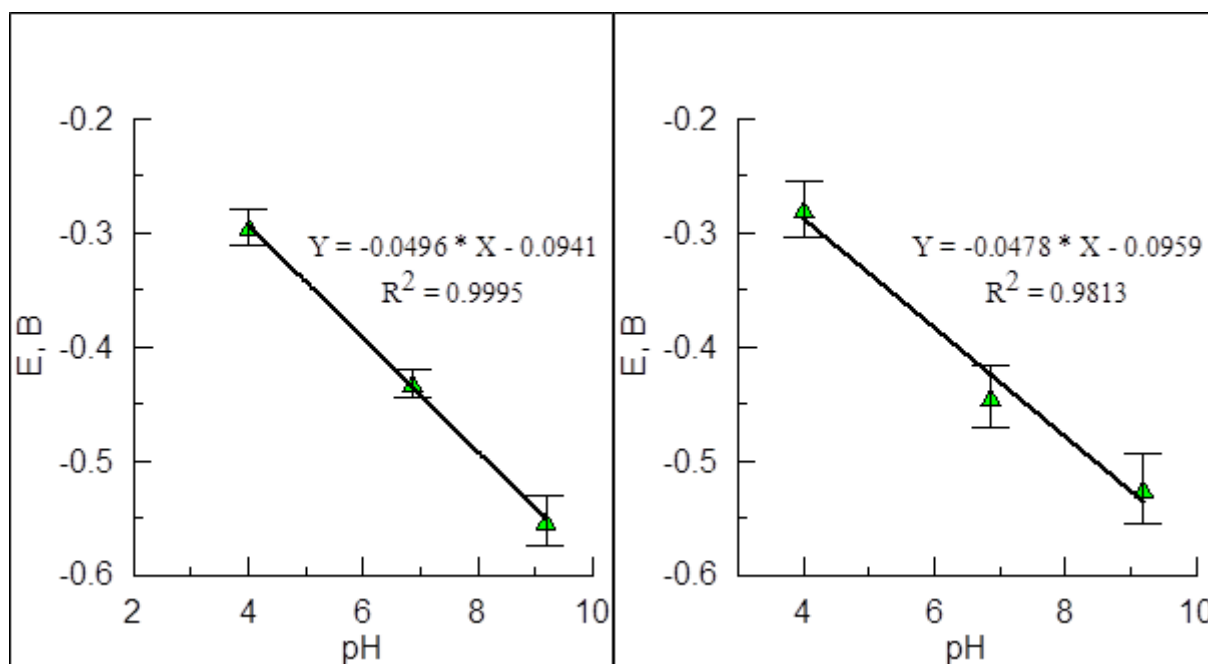 -0.2
-0.3
-0.4
-0.5
-0.6
E, B
2
4
6
8
10
pH
Y = -0.0496 * X - 0.0941
R² = 0.9995
-0.2
-0.3
-0.4
-0.5
-0.6
E, B
4
6
8
10
pH
Y = -0.0478 * X - 0.0959
R² = 0.9813